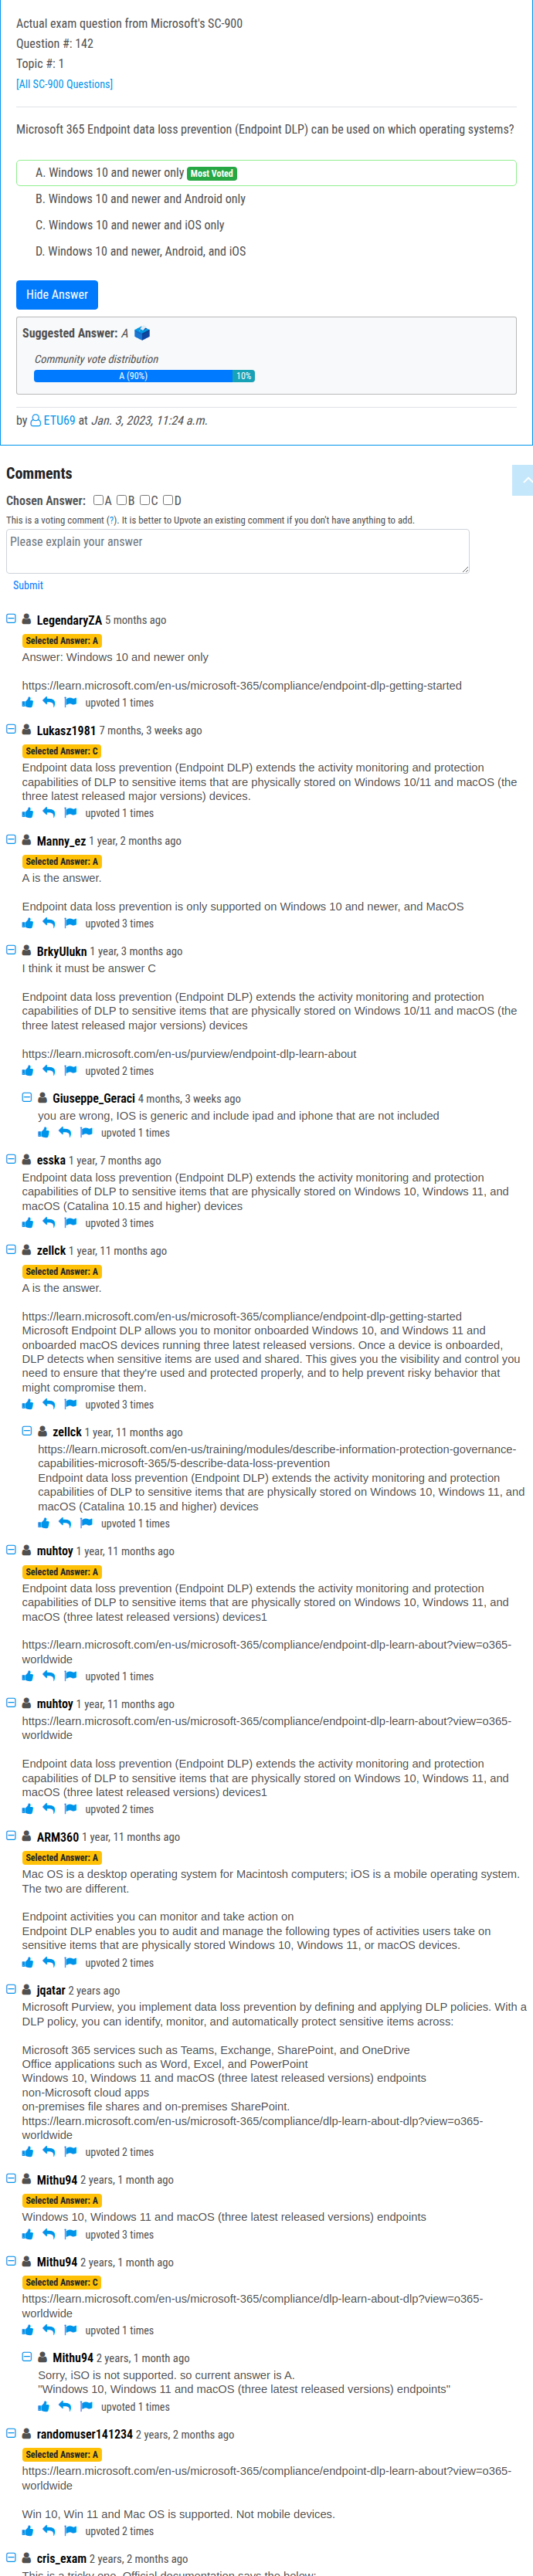 Actual exam question from Microsoft's SC-900
Question #: 142
Topic #: 1
[All SC-900 Questions]
Microsoft 365 Endpoint data loss prevention (Endpoint DLP) can be used on which operating systems?
A. Windows 10 and newer only Most Voted
B. Windows 10 and newer and Android only
C. Windows 10 and newer and iOS only
D. Windows 10 and newer, Android, and iOS
Hide Answer
Suggested Answer: A
Community vote distribution
A (90%) 10%
by ETU69 at Jan. 3, 2023, 11:24 a.m.
Comments
Chosen Answer: A B C D
This is a voting comment (?). It is better to Upvote an existing comment if you don't have anything to add.
Please explain your answer
Submit
LegendaryZA 5 months ago
Selected Answer: A
Answer: Windows 10 and newer only
https://learn.microsoft.com/en-us/microsoft-365/compliance/endpoint-dlp-getting-started
upvoted 1 times
Lukasz1981 7 months, 3 weeks ago
Selected Answer: C
Endpoint data loss prevention (Endpoint DLP) extends the activity monitoring and protection
capabilities of DLP to sensitive items that are physically stored on Windows 10/11 and macOS (the
three latest released major versions) devices.
upvoted 1 times
Manny_ez 1 year, 2 months ago
Selected Answer: A
A is the answer.
Endpoint data loss prevention is only supported on Windows 10 and newer, and MacOS
upvoted 3 times
BrkyUlukn 1 year, 3 months ago
I think it must be answer C
Endpoint data loss prevention (Endpoint DLP) extends the activity monitoring and protection
capabilities of DLP to sensitive items that are physically stored on Windows 10/11 and macOS (the
three latest released major versions) devices
https://learn.microsoft.com/en-us/purview/endpoint-dlp-learn-about
upvoted 2 times
Giuseppe_Geraci 4 months, 3 weeks ago
you are wrong, IOS is generic and include ipad and iphone that are not included
upvoted 1 times
esska 1 year, 7 months ago
Endpoint data loss prevention (Endpoint DLP) extends the activity monitoring and protection
capabilities of DLP to sensitive items that are physically stored on Windows 10, Windows 11, and
macOS (Catalina 10.15 and higher) devices
upvoted 3 times
zellck 1 year, 11 months ago
Selected Answer: A
A is the answer.
https://learn.microsoft.com/en-us/microsoft-365/compliance/endpoint-dlp-getting-started
Microsoft Endpoint DLP allows you to monitor onboarded Windows 10, and Windows 11 and
onboarded macOS devices running three latest released versions. Once a device is onboarded,
DLP detects when sensitive items are used and shared. This gives you the visibility and control you
need to ensure that they're used and protected properly, and to help prevent risky behavior that
might compromise them.
upvoted 3 times
zellck 1 year, 11 months ago
https://learn.microsoft.com/en-us/training/modules/describe-information-protection-governance-
capabilities-microsoft-365/5-describe-data-loss-prevention
Endpoint data loss prevention (Endpoint DLP) extends the activity monitoring and protection
capabilities of DLP to sensitive items that are physically stored on Windows 10, Windows 11, and
macOS (Catalina 10.15 and higher) devices
upvoted 1 times
muhtoy 1 year, 11 months ago
Selected Answer: A
Endpoint data loss prevention (Endpoint DLP) extends the activity monitoring and protection
capabilities of DLP to sensitive items that are physically stored on Windows 10, Windows 11, and
macOS (three latest released versions) devices1
https://learn.microsoft.com/en-us/microsoft-365/compliance/endpoint-dlp-learn-about?view=o365-
worldwide
upvoted 1 times
muhtoy 1 year, 11 months ago
https://learn.microsoft.com/en-us/microsoft-365/compliance/endpoint-dlp-learn-about?view=o365-
worldwide
Endpoint data loss prevention (Endpoint DLP) extends the activity monitoring and protection
capabilities of DLP to sensitive items that are physically stored on Windows 10, Windows 11, and
macOS (three latest released versions) devices1
upvoted 2 times
ARM360 1 year, 11 months ago
Selected Answer: A
Mac OS is a desktop operating system for Macintosh computers; iOS is a mobile operating system.
The two are different.
Endpoint activities you can monitor and take action on
Endpoint DLP enables you to audit and manage the following types of activities users take on
sensitive items that are physically stored Windows 10, Windows 11, or macOS devices.
upvoted 2 times
jqatar 2 years ago
Microsoft Purview, you implement data loss prevention by defining and applying DLP policies. With a
DLP policy, you can identify, monitor, and automatically protect sensitive items across:
Microsoft 365 services such as Teams, Exchange, SharePoint, and OneDrive
Office applications such as Word, Excel, and PowerPoint
Windows 10, Windows 11 and macOS (three latest released versions) endpoints
non-Microsoft cloud apps
on-premises file shares and on-premises SharePoint.
https://learn.microsoft.com/en-us/microsoft-365/compliance/dlp-learn-about-dlp?view=o365-
worldwide
upvoted 2 times
Mithu94 2 years, 1 month ago
Selected Answer: A
Windows 10, Windows 11 and macOS (three latest released versions) endpoints
upvoted 3 times
Mithu94 2 years, 1 month ago
Selected Answer: C
https://learn.microsoft.com/en-us/microsoft-365/compliance/dlp-learn-about-dlp?view=o365-
worldwide
upvoted 1 times
Mithu94 2 years, 1 month ago
Sorry, iSO is not supported. so current answer is A.
"Windows 10, Windows 11 and macOS (three latest released versions) endpoints"
upvoted 1 times
randomuser141234 2 years, 2 months ago
Selected Answer: A
https://learn.microsoft.com/en-us/microsoft-365/compliance/endpoint-dlp-learn-about?view=o365-
worldwide
Win 10, Win 11 and Mac OS is supported. Not mobile devices.
upvoted 2 times
cris_exam 2 years, 2 months ago
This is a tricky one. Official documentation says the below: